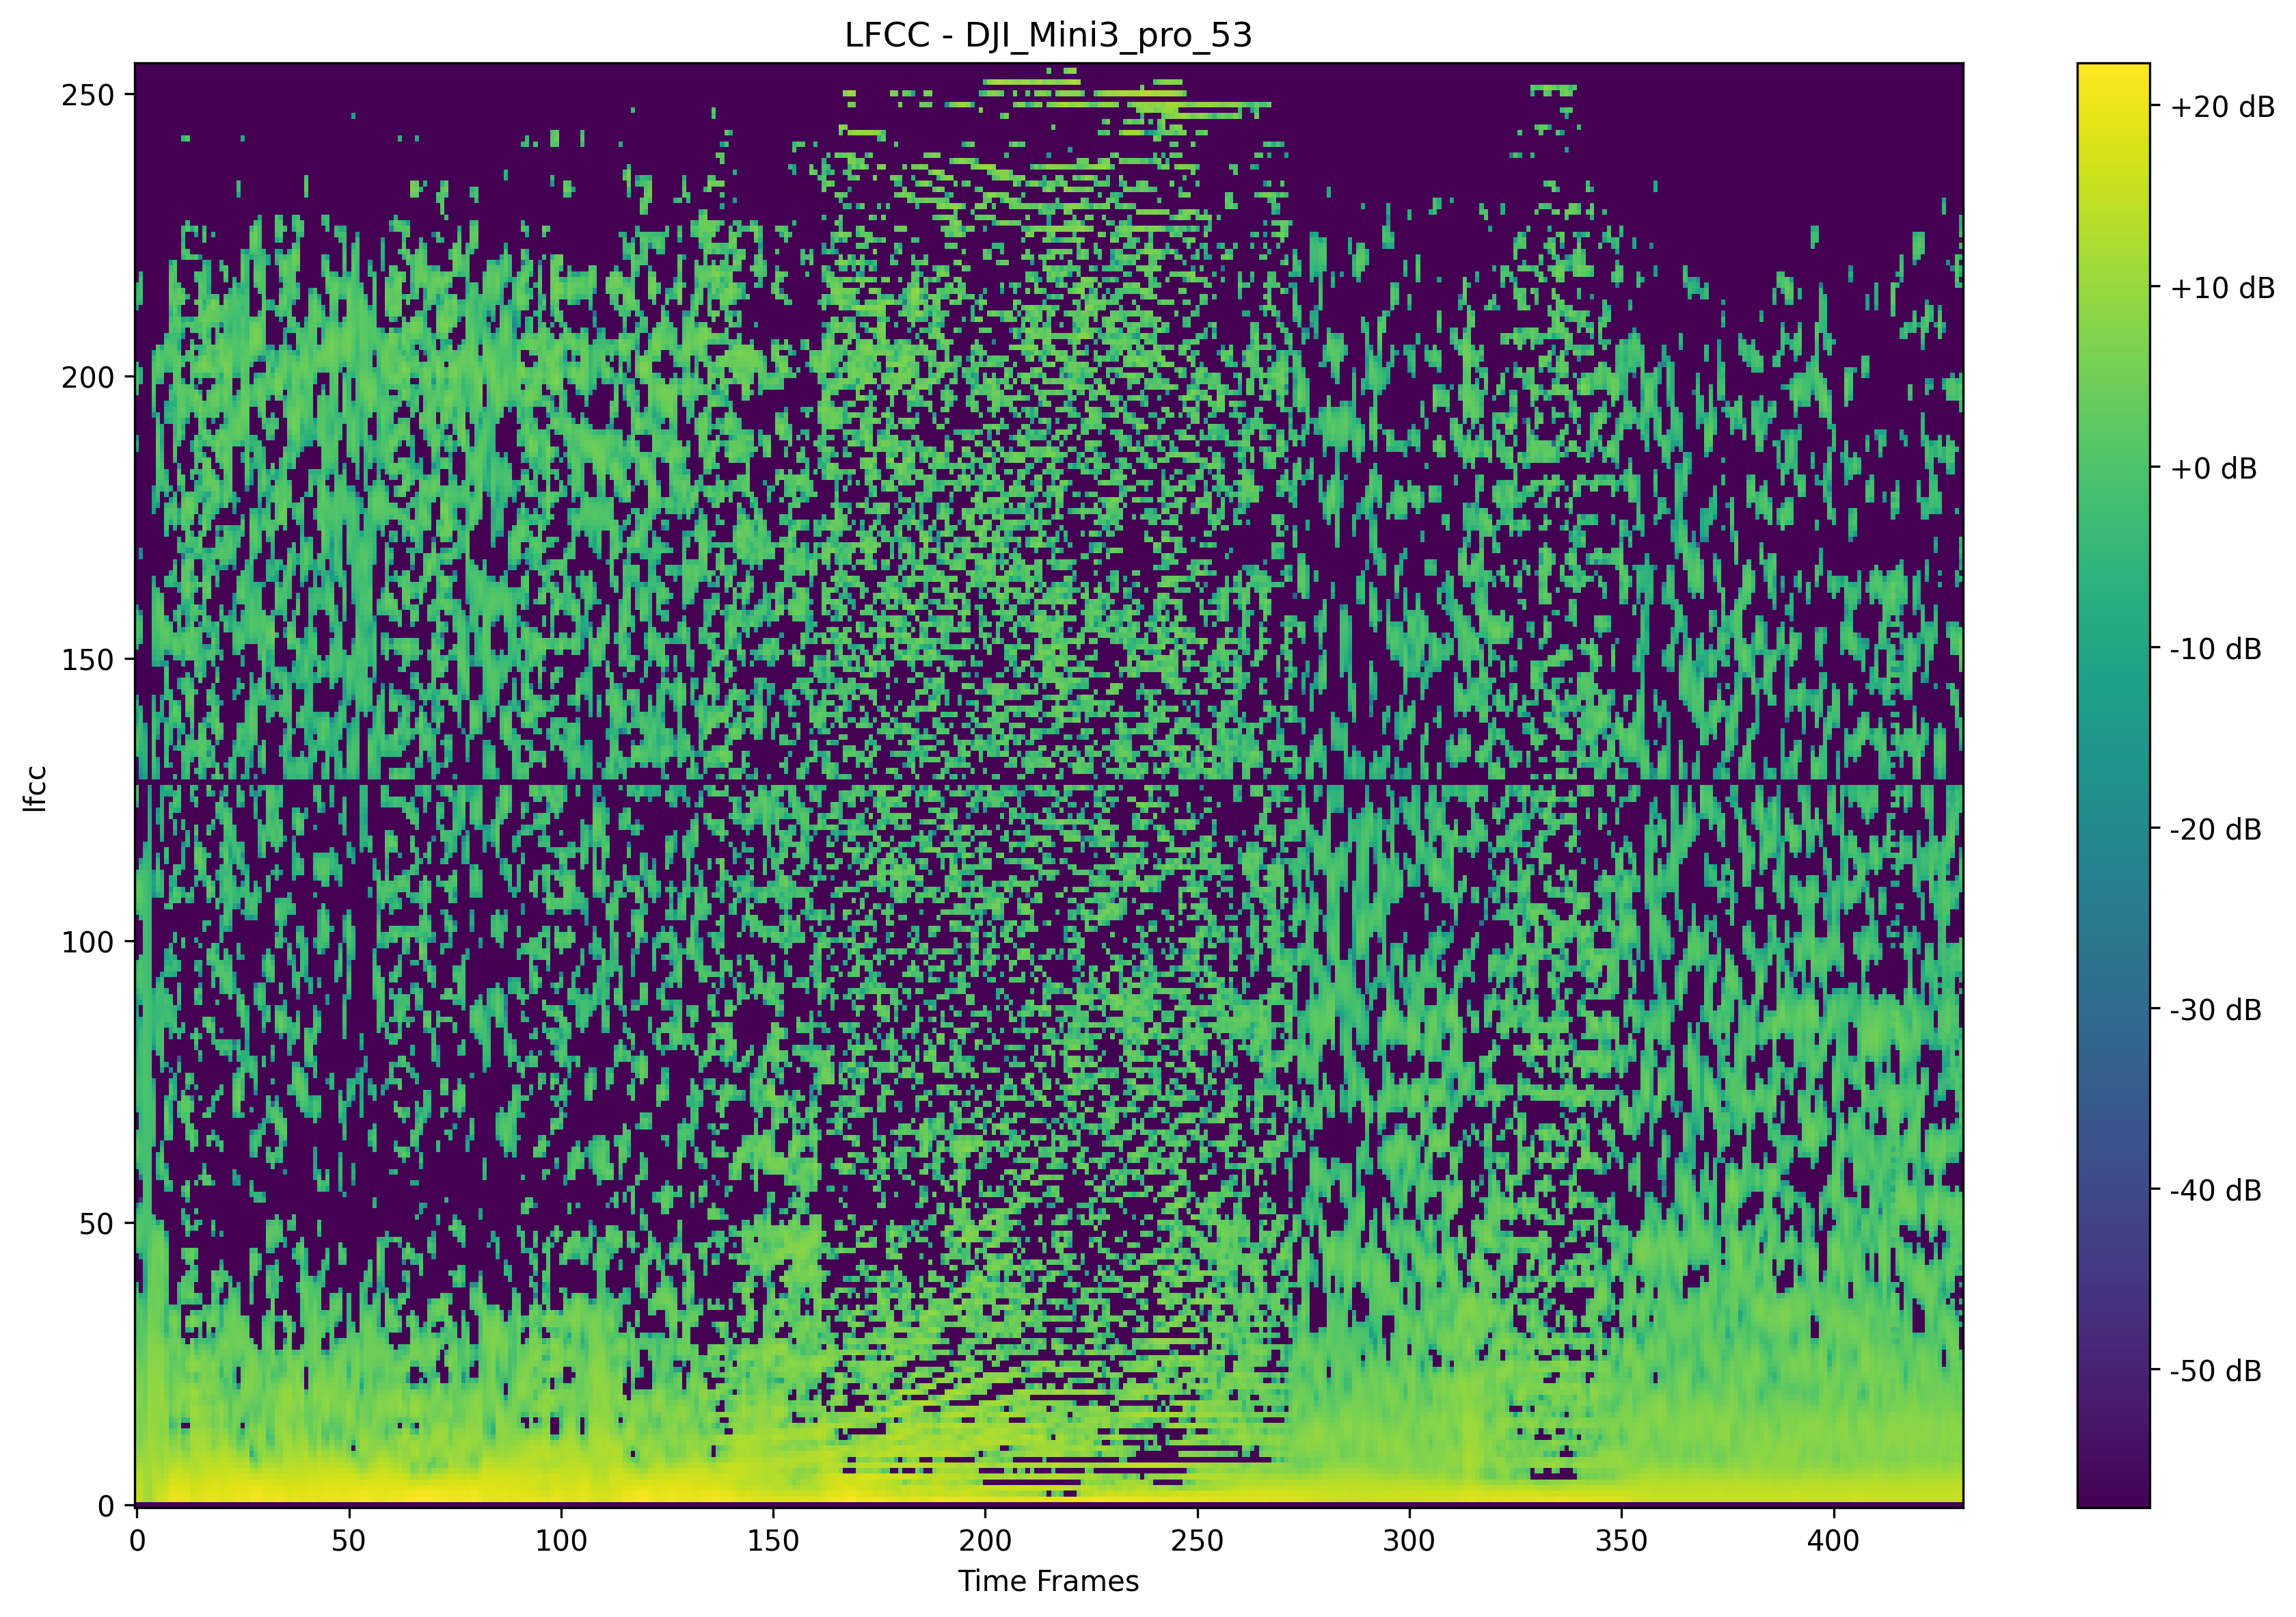 LFCC - DJI_Mini3_pro_53
250
200
150
100
50
0
lfcc
0
50
100
150
200
250
300
350
400
Time Frames
+20 dB
+10 dB
+0 dB
-10 dB
-20 dB
-30 dB
-40 dB
-50 dB